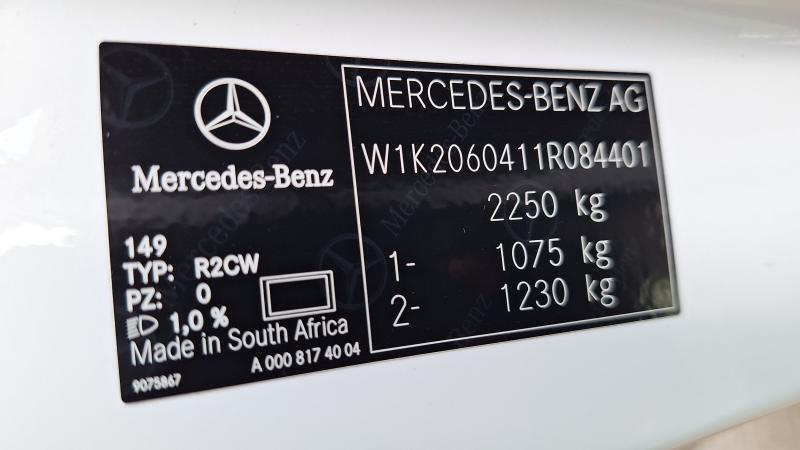 Mercedes-Benz
149
TYP: R2CW
PZ: 0
1,0 %
Made in South Africa
A 000 817 40 04
9075867
MERCEDES-BENZ AG
W1K2060411R084401
2250 kg
1- 1075 kg
2- 1230 kg